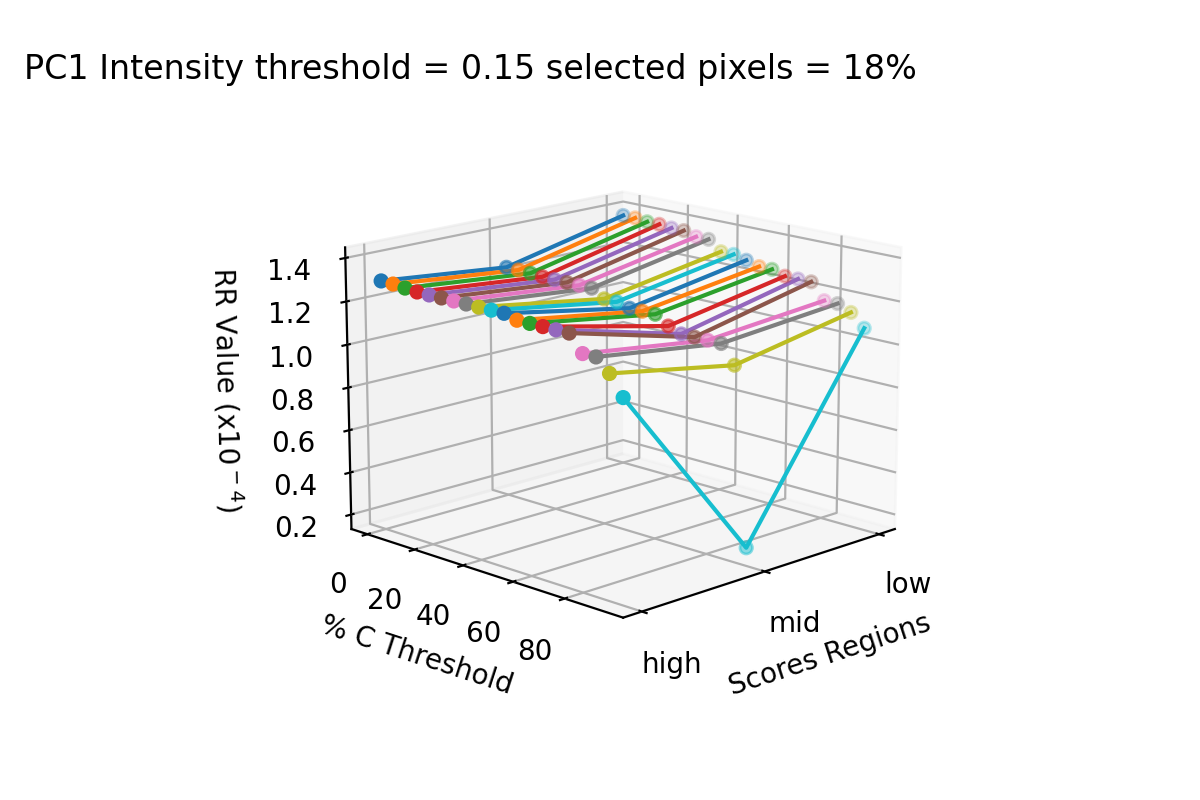 PC1 Intensity threshold = 0.15 selected pixels = 18%
RR Value (x10⁻⁴)
1.4
1.2
1.0
0.8
0.6
0.4
0.2
0
20
40
60
80
% C Threshold
high
mid
low
Scores Regions